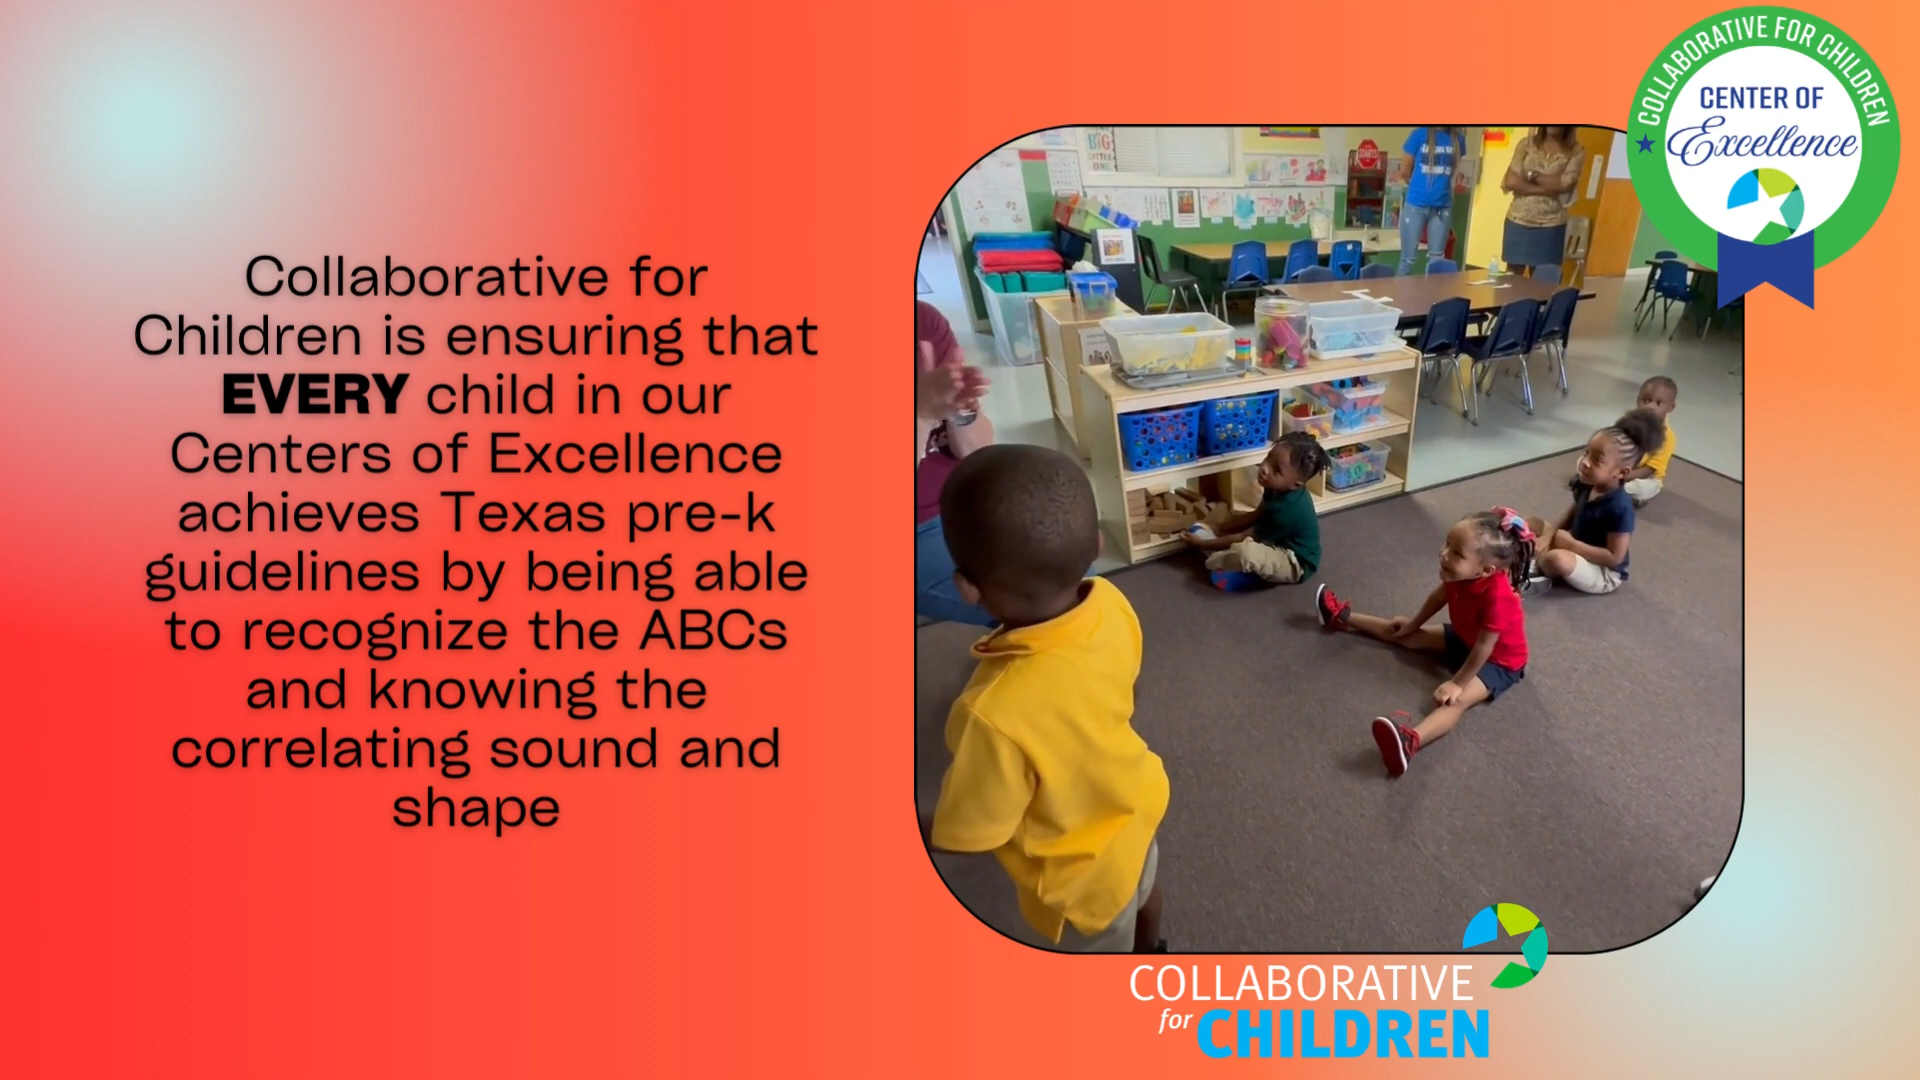 Collaborative for
Children is ensuring that
EVERY child in our
Centers of Excellence
achieves Texas pre-k
guidelines by being able
to recognize the ABCs
and knowing the
correlating sound and
shape
COLLABORATIVE FOR CHILDREN
CENTER OF
Excellence
BIG
STARTS
COLLABORATIVE
for CHILDREN